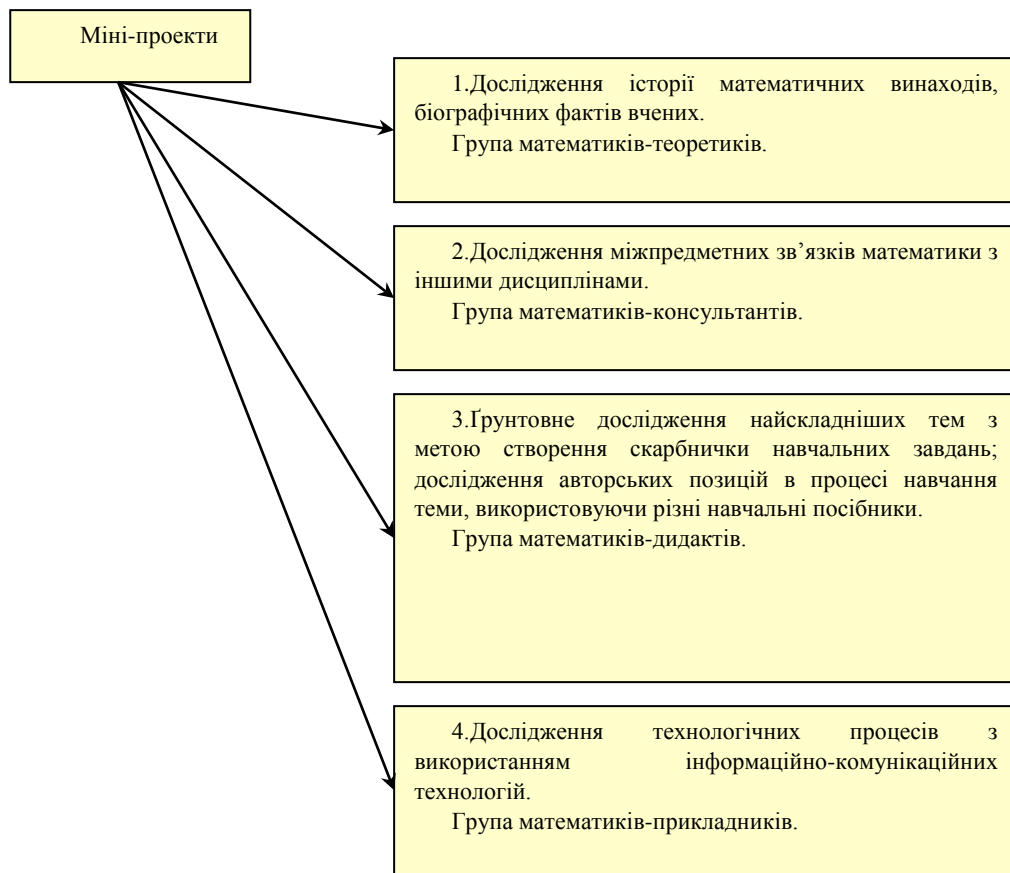 Міні-проекти
1.Дослідження історії математичних винаходів,
біографічних фактів вчених.
Група математиків-теоретиків.
2.Дослідження міжпредметних зв’язків математики з
іншими дисциплінами.
Група математиків-консультантів.
3.Ґрунтовне дослідження найскладніших тем з
метою створення скарбнички навчальних завдань;
дослідження авторських позицій в процесі навчання
теми, використовуючи різні навчальні посібники.
Група математиків-дидактів.
4.Дослідження технологічних процесів з
використанням інформаційно-комунікаційних
технологій.
Група математиків-прикладників.